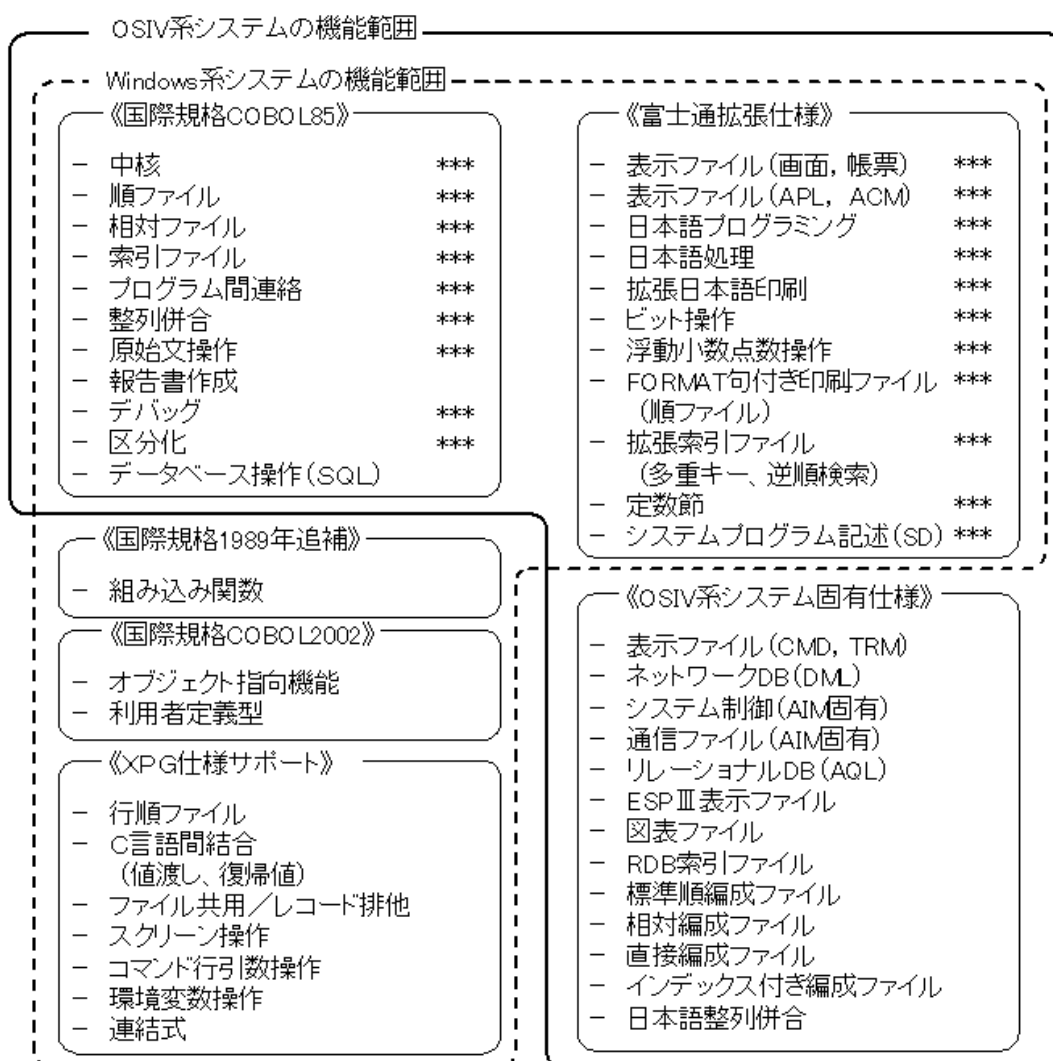 OSIV系システムの機能範囲
Windows系システムの機能範囲
《国際規格COBOL85》
－ 中核 ***
－ 順ファイル ***
－ 相対ファイル ***
－ 索引ファイル ***
－ プログラム間連絡 ***
－ 整列併合 ***
－ 原始文操作 ***
－ 報告書作成
－ デバッグ ***
－ 区分化 ***
－ データベース操作(SQL)
《富士通拡張仕様》
－ 表示ファイル(画面, 帳票) ***
－ 表示ファイル(APL, ACM) ***
－ 日本語プログラミング ***
－ 日本語処理 ***
－ 拡張日本語印刷 ***
－ ビット操作 ***
－ 浮動小数点数操作 ***
－ FORMAT句付き印刷ファイル ***
(順ファイル)
－ 拡張索引ファイル ***
(多重キー、逆順検索)
－ 定数節 ***
－ システムプログラム記述(SD) ***
《国際規格1989年追補》
－ 組み込み関数
《国際規格COBOL2002》
－ オブジェクト指向機能
－ 利用者定義型
《XPG仕様サポート》
－ 行順ファイル
－ C言語間結合
(値渡し、復帰値)
－ ファイル共用／レコード排他
－ スクリーン操作
－ コマンド行引数操作
－ 環境変数操作
－ 連結式
《OSIV系システム固有仕様》
－ 表示ファイル(CMD, TRM)
－ ネットワークDB(DML)
－ システム制御(AIM固有)
－ 通信ファイル(AIM固有)
－ リレーショナルDB(AQL)
－ ESPⅢ表示ファイル
－ 図表ファイル
－ RDB索引ファイル
－ 標準順編成ファイル
－ 相対編成ファイル
－ 直接編成ファイル
－ インデックス付き編成ファイル
－ 日本語整列併合